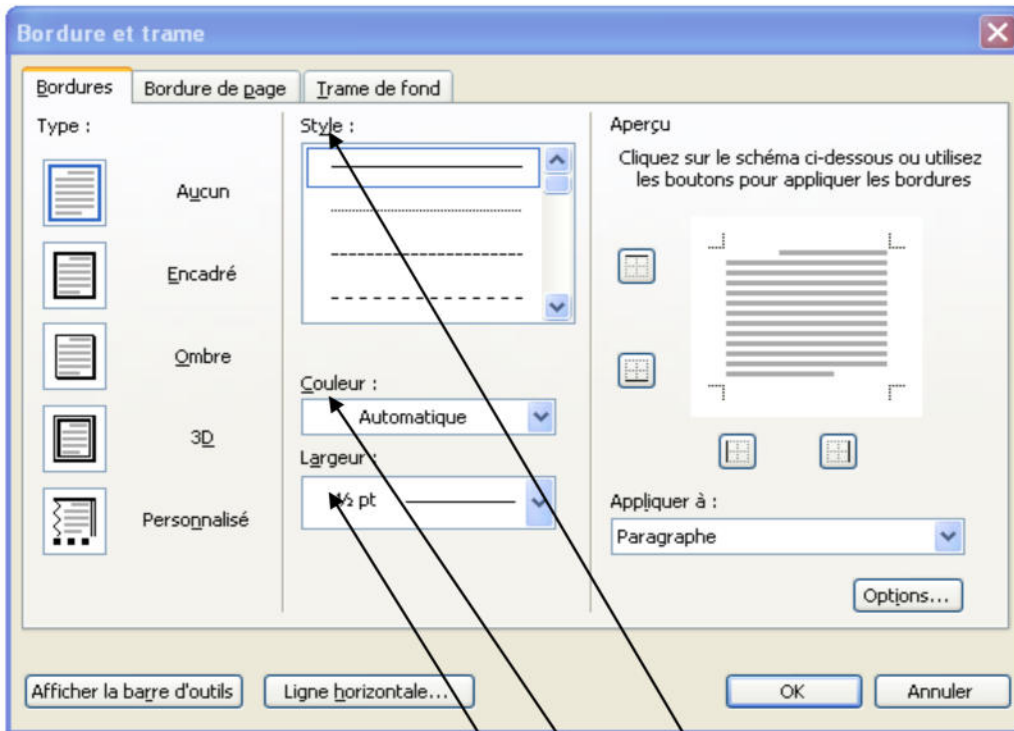 Bordure et trame
Bordures
Bordure de page
Trame de fond
Type :
Aucun
Encadré
Ombre
3D
Personnalisé
Style :
Couleur :
Automatique
Largeur :
½ pt
Aperçu
Cliquez sur le schéma ci-dessous ou utilisez
les boutons pour appliquer les bordures
Appliquer à :
Paragraphe
Options...
Afficher la barre d'outils
Ligne horizontale...
OK
Annuler